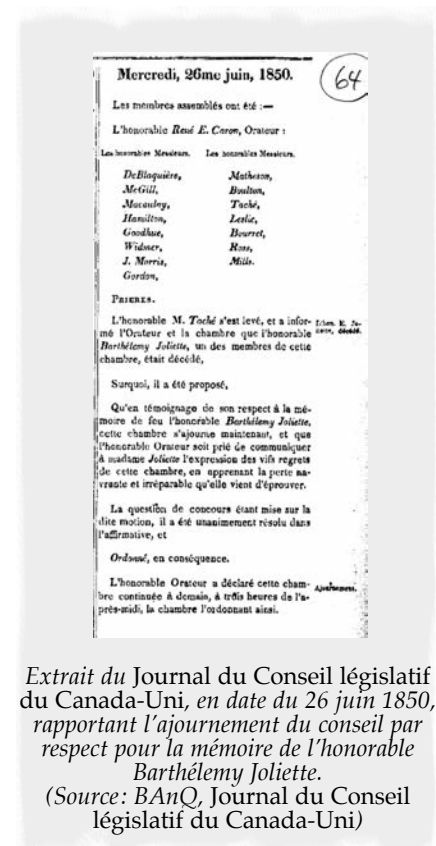 Mercredi, 26me juin, 1850.
64
Les membres assemblés ont été :—
L'honorable René E. Caron, Orateur :
Les honorables Messieurs. Les honorables Messieurs.
DeBlaquière, Matheson,
McGill, Boulton,
Macaulay, Taché,
Hamilton, Leslie,
Goodhue, Bourret,
Widmer, Ross,
J. Morris, Mills.
Gordon,
PRIERES.
L'honorable M. Taché s'est levé, et a infor-
mé l'Orateur et la chambre que l'honorable
Barthélemy Joliette, un des membres de cette
chambre, était décédé,
décédé.
Surquoi, il a été proposé,
Qu'en témoignage de son respect à la mé-
moire de feu l'honorable Barthélemy Joliette,
cette chambre s'ajourne maintenant, et que
l'honorable Orateur soit prié de communiquer
à madame Joliette l'expression des vifs regrets
de cette chambre, en apprenant la perte na-
vrante et irréparable qu'elle vient d'éprouver.
La question de concours étant mise sur la
dite motion, il a été unanimement résolu dans
l'affirmative, et
Ordonné, en conséquence.
L'honorable Orateur a déclaré cette cham-
bre continuée à demain, à trois heures de l'a-
près-midi, la chambre l'ordonnant ainsi.
Ajournement.
Extrait du Journal du Conseil législatif
du Canada-Uni, en date du 26 juin 1850,
rapportant l'ajournement du conseil par
respect pour la mémoire de l'honorable
Barthélemy Joliette.
(Source : BAnQ, Journal du Conseil
législatif du Canada-Uni)